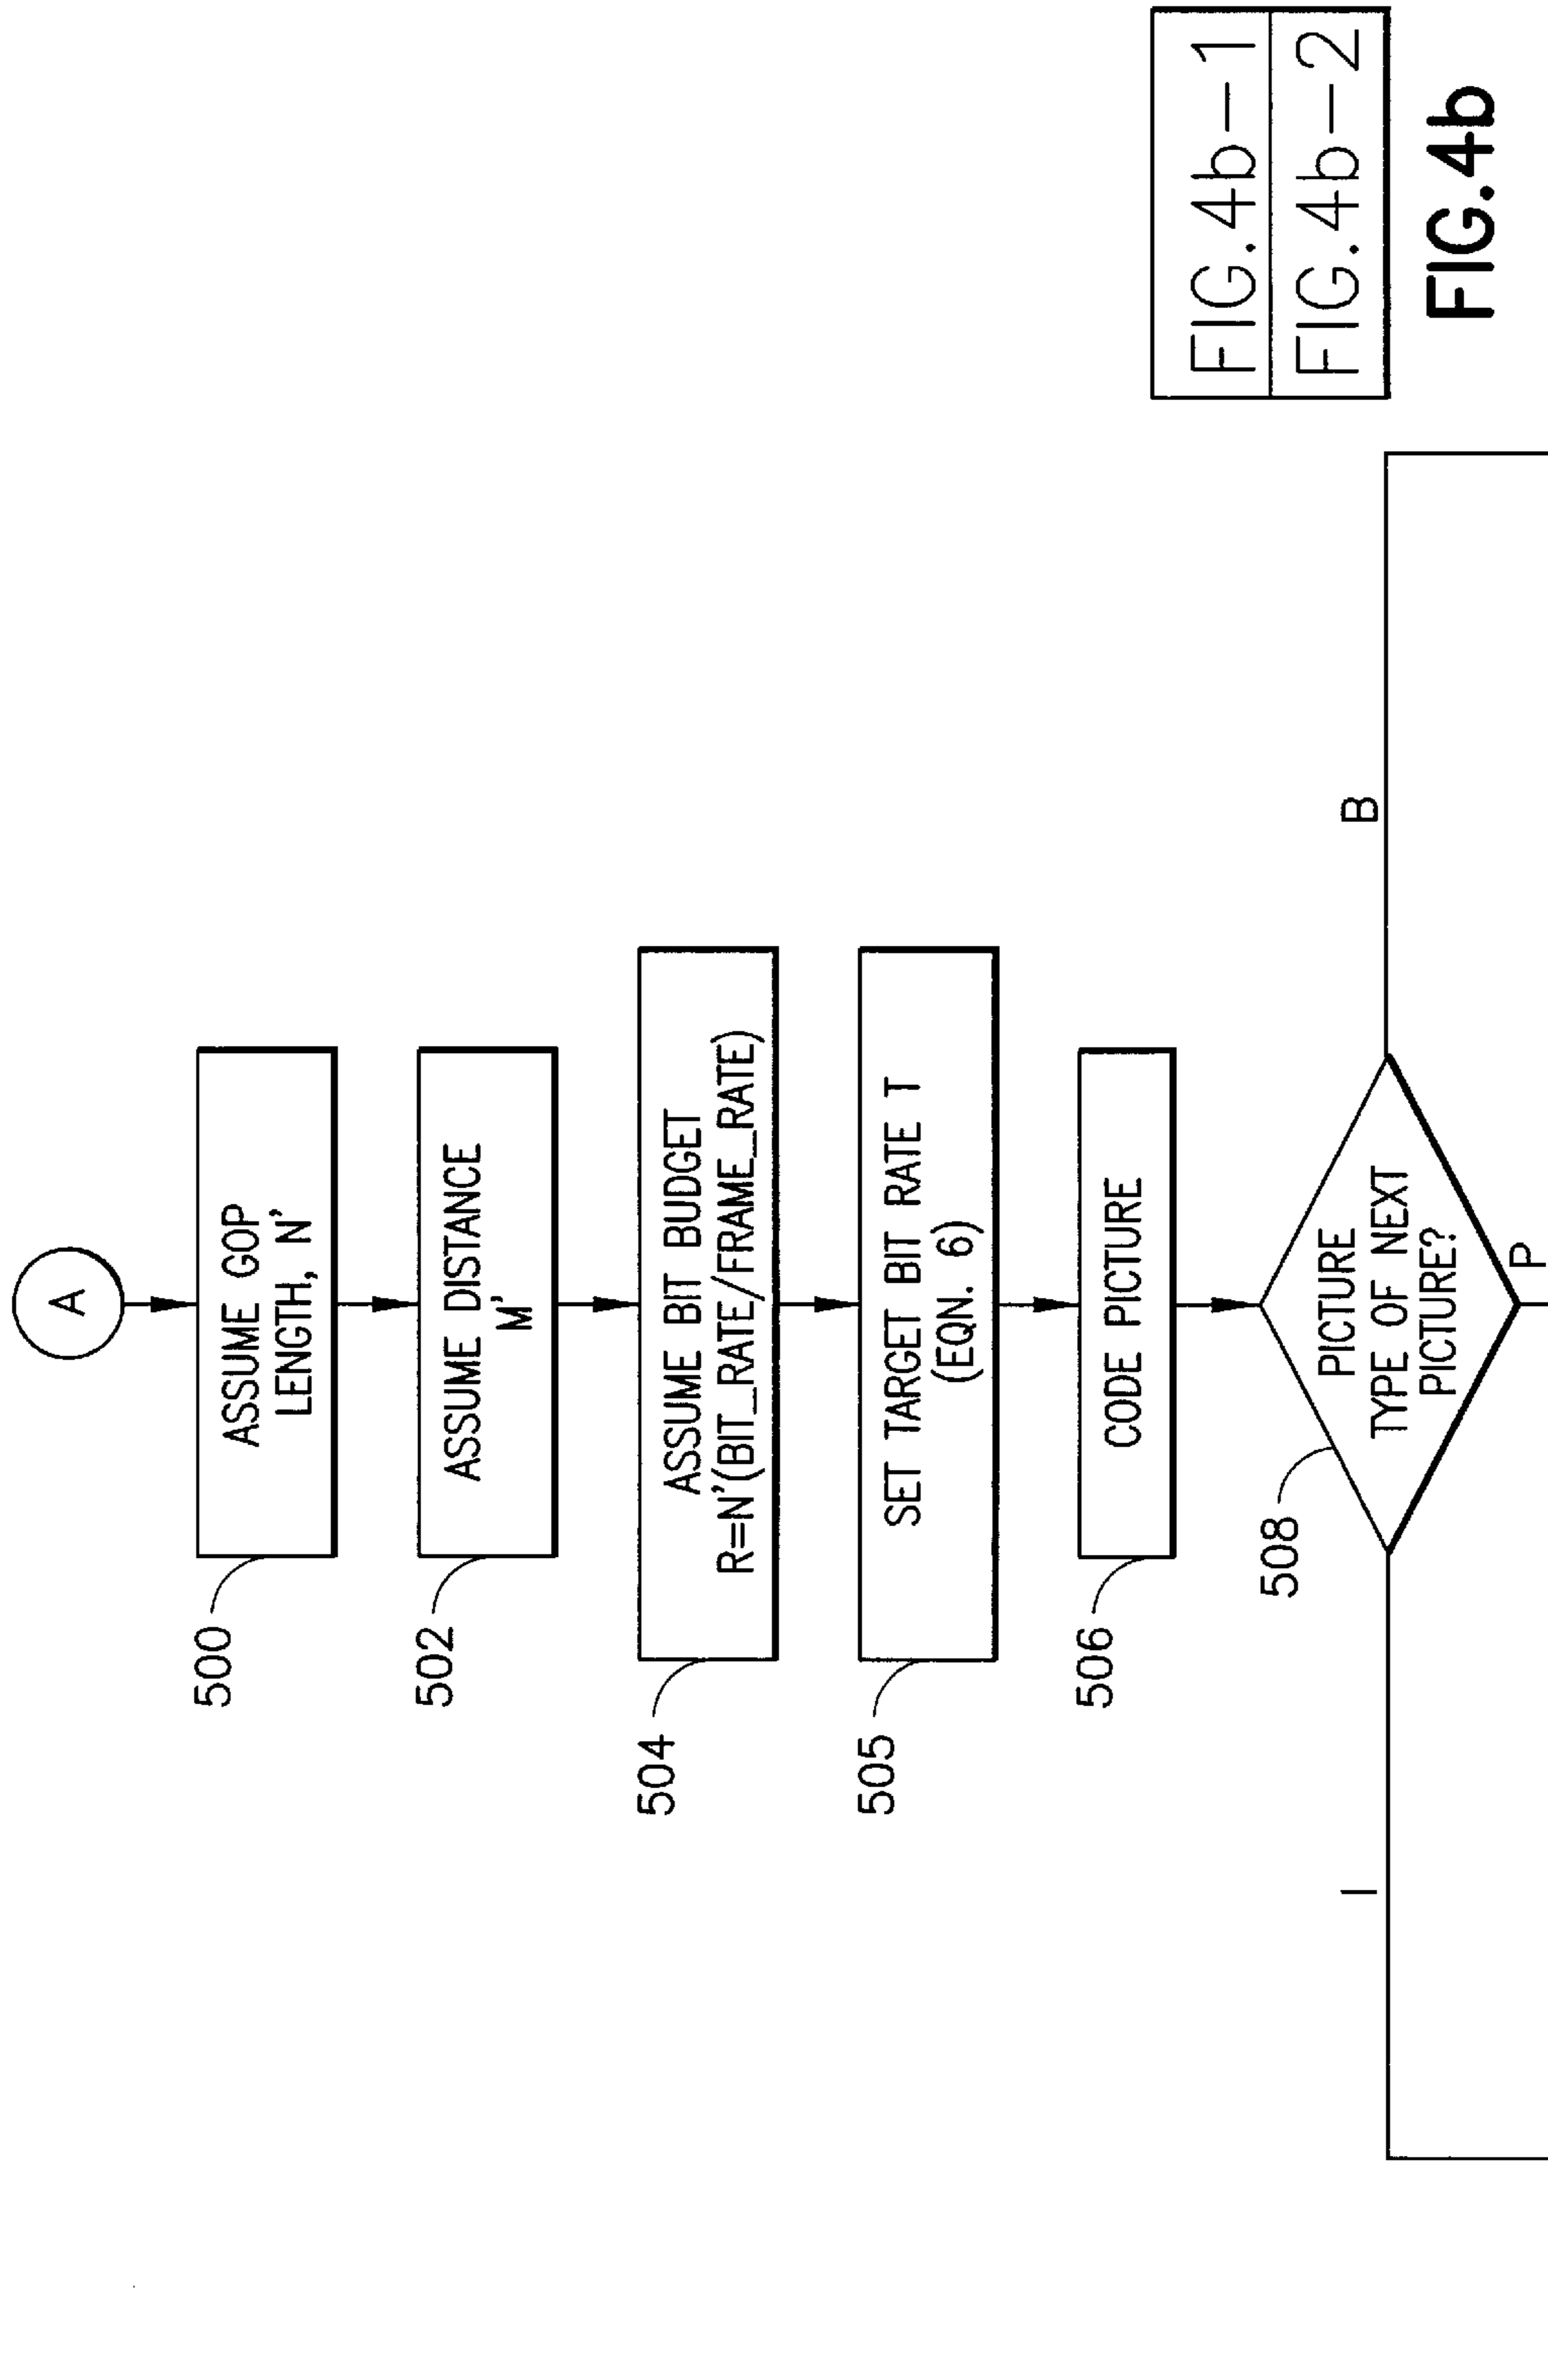 A
500
ASSUME GOP
LENGTH, N'
502
ASSUME DISTANCE
M'
504
ASSUME BIT BUDGET
R=N'(BIT_RATE/FRAME_RATE)
505
SET TARGET BIT RATE T
(EQN. 6)
506
CODE PICTURE
508
PICTURE
TYPE OF NEXT
PICTURE?
I
B
P
FIG.4b-1
FIG.4b-2
FIG.4b